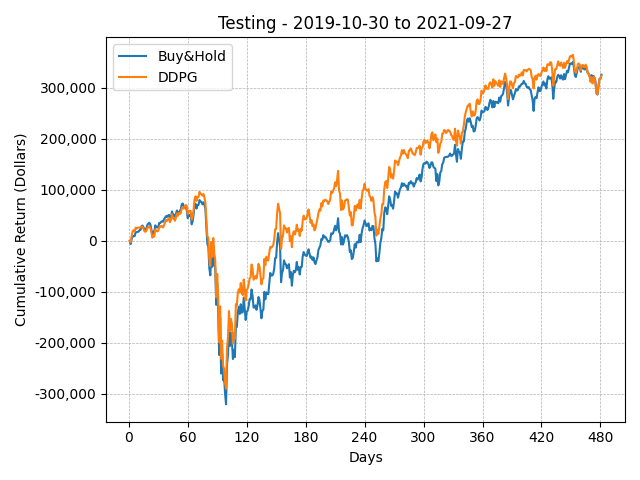 Testing - 2019-10-30 to 2021-09-27
Buy&Hold
DDPG
Cumulative Return (Dollars)
300,000
200,000
100,000
0
-100,000
-200,000
-300,000
0 60 120 180 240 300 360 420 480
Days